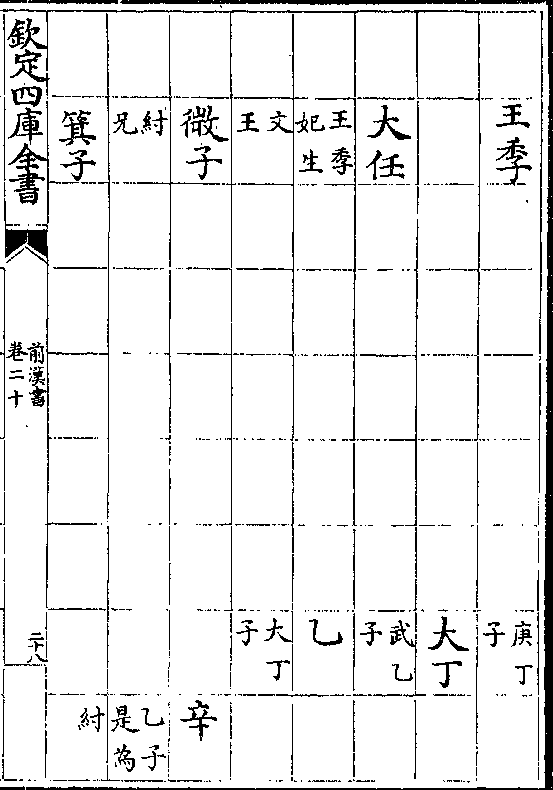 王季
庚丁
子
大丁
大任
武乙
子
王季
妃生
乙
文
王
大丁
子
微子
辛
紂
兄
乙子
是為
箕子
紂
欽定四庫全書
前漢書
卷二十
二十八